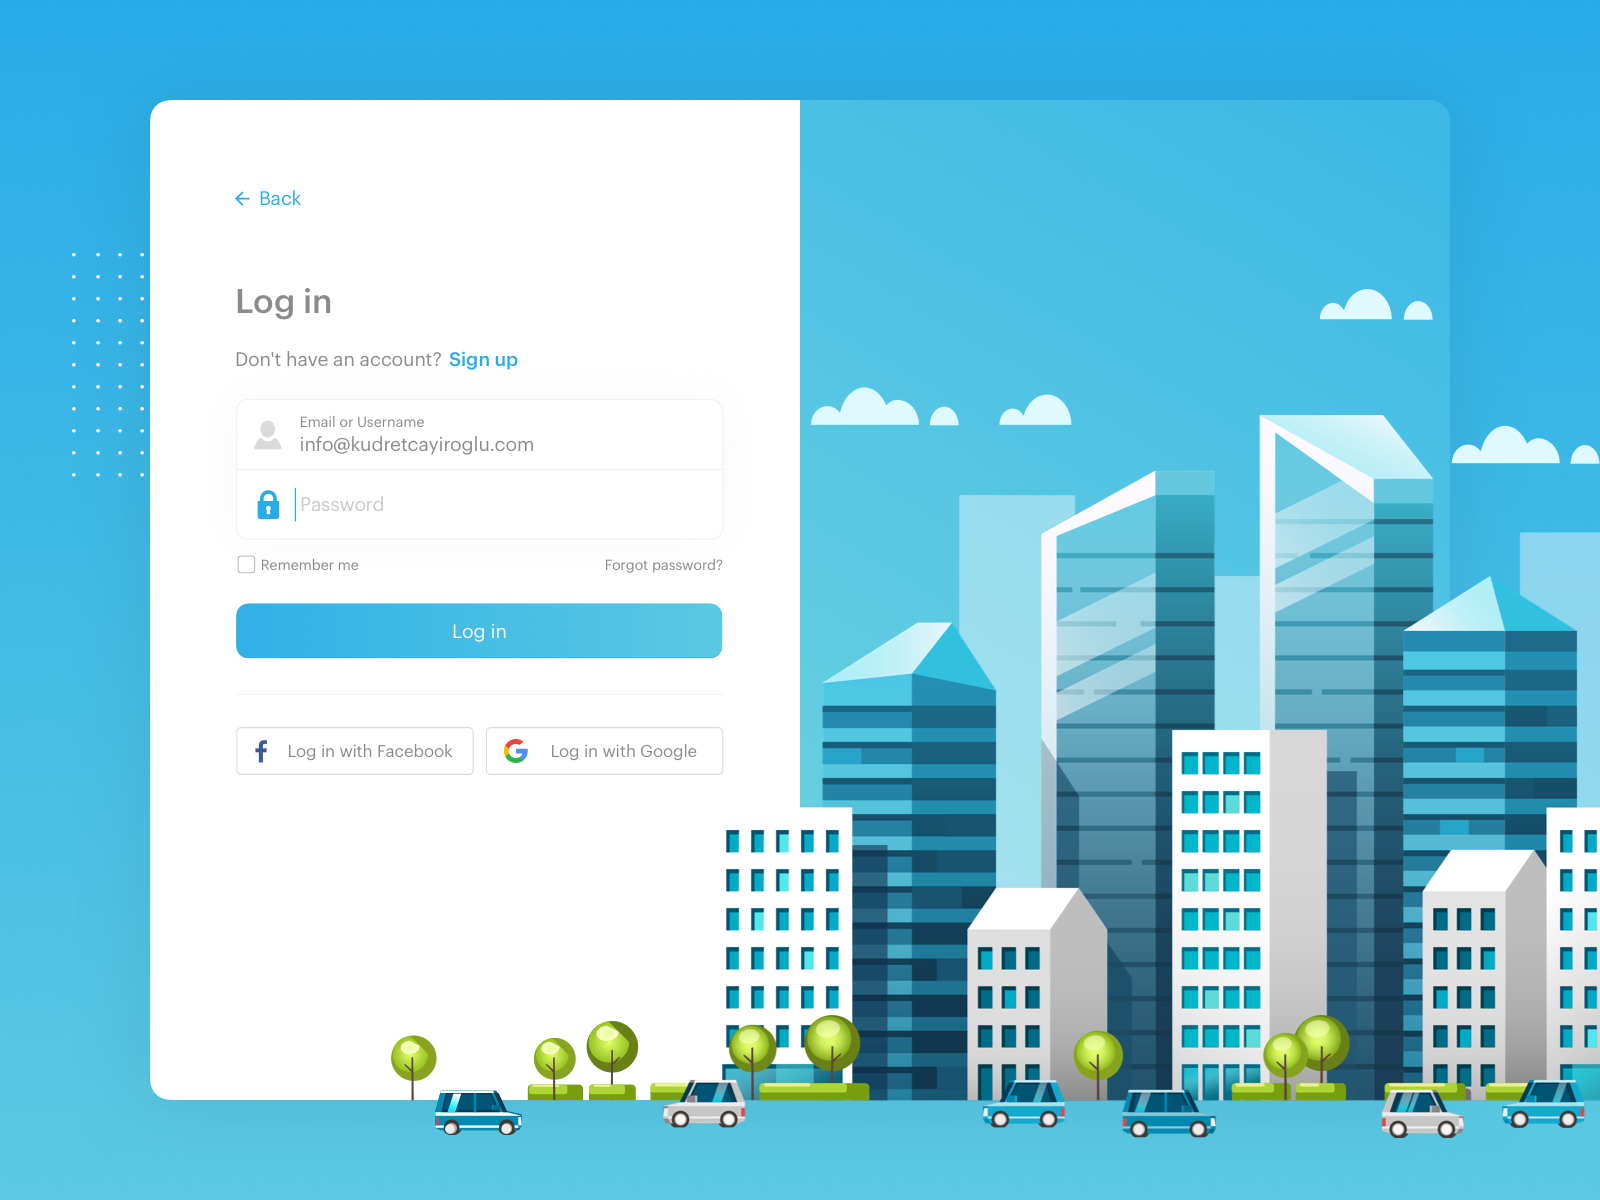 Back
Log in
Don't have an account? Sign up
Email or Username
info@kudretcayiroglu.com
Password
Remember me
Forgot password?
Log in
Log in with Facebook
Log in with Google